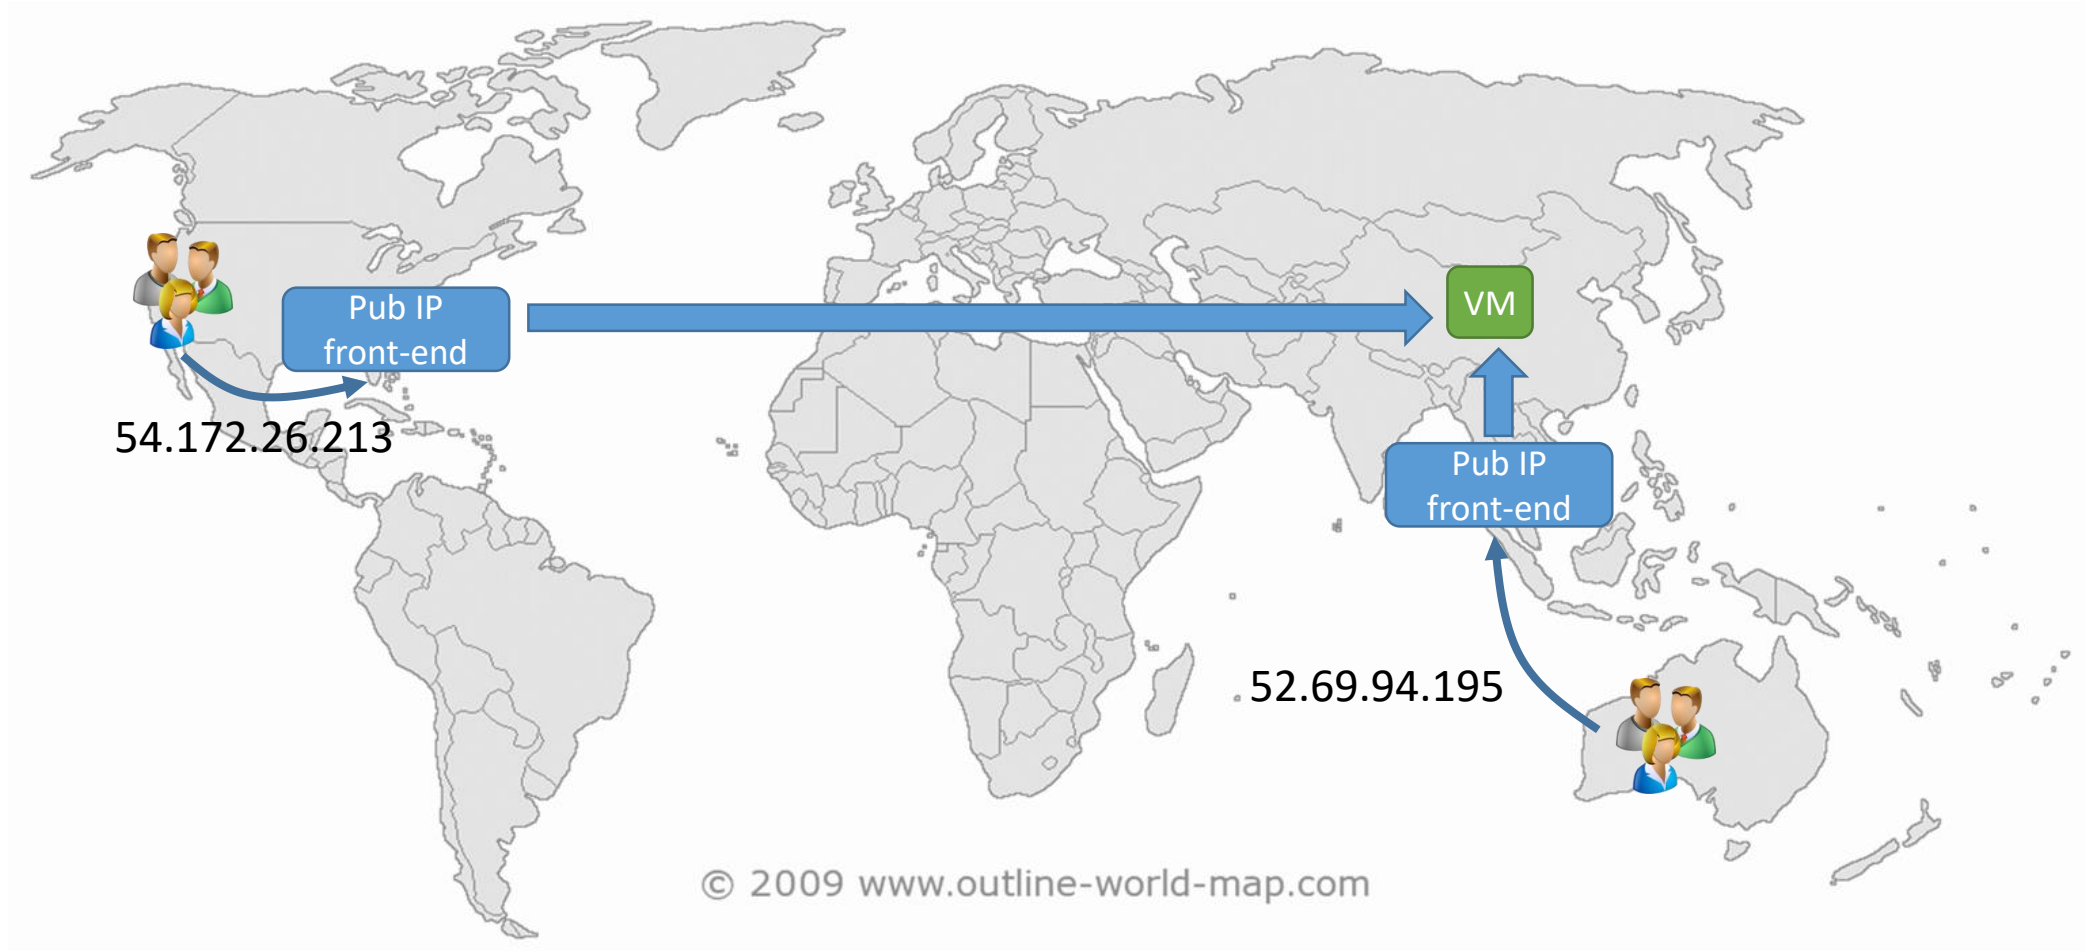 Pub IP
front-end
VM
54.172.26.213
Pub IP
front-end
52.69.94.195
© 2009 www.outline-world-map.com